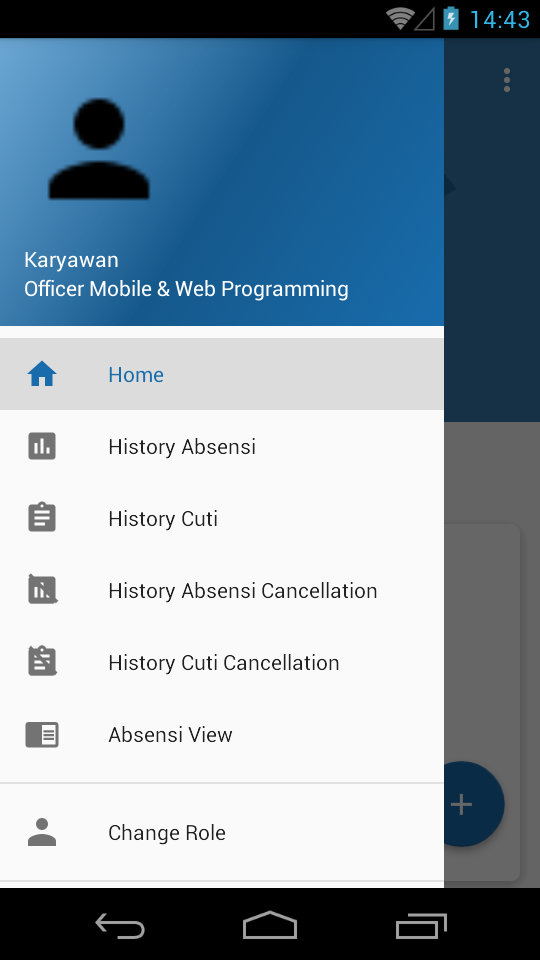 14:43
Karyawan
Officer Mobile & Web Programming
Home
History Absensi
History Cuti
History Absensi Cancellation
History Cuti Cancellation
Absensi View
Change Role